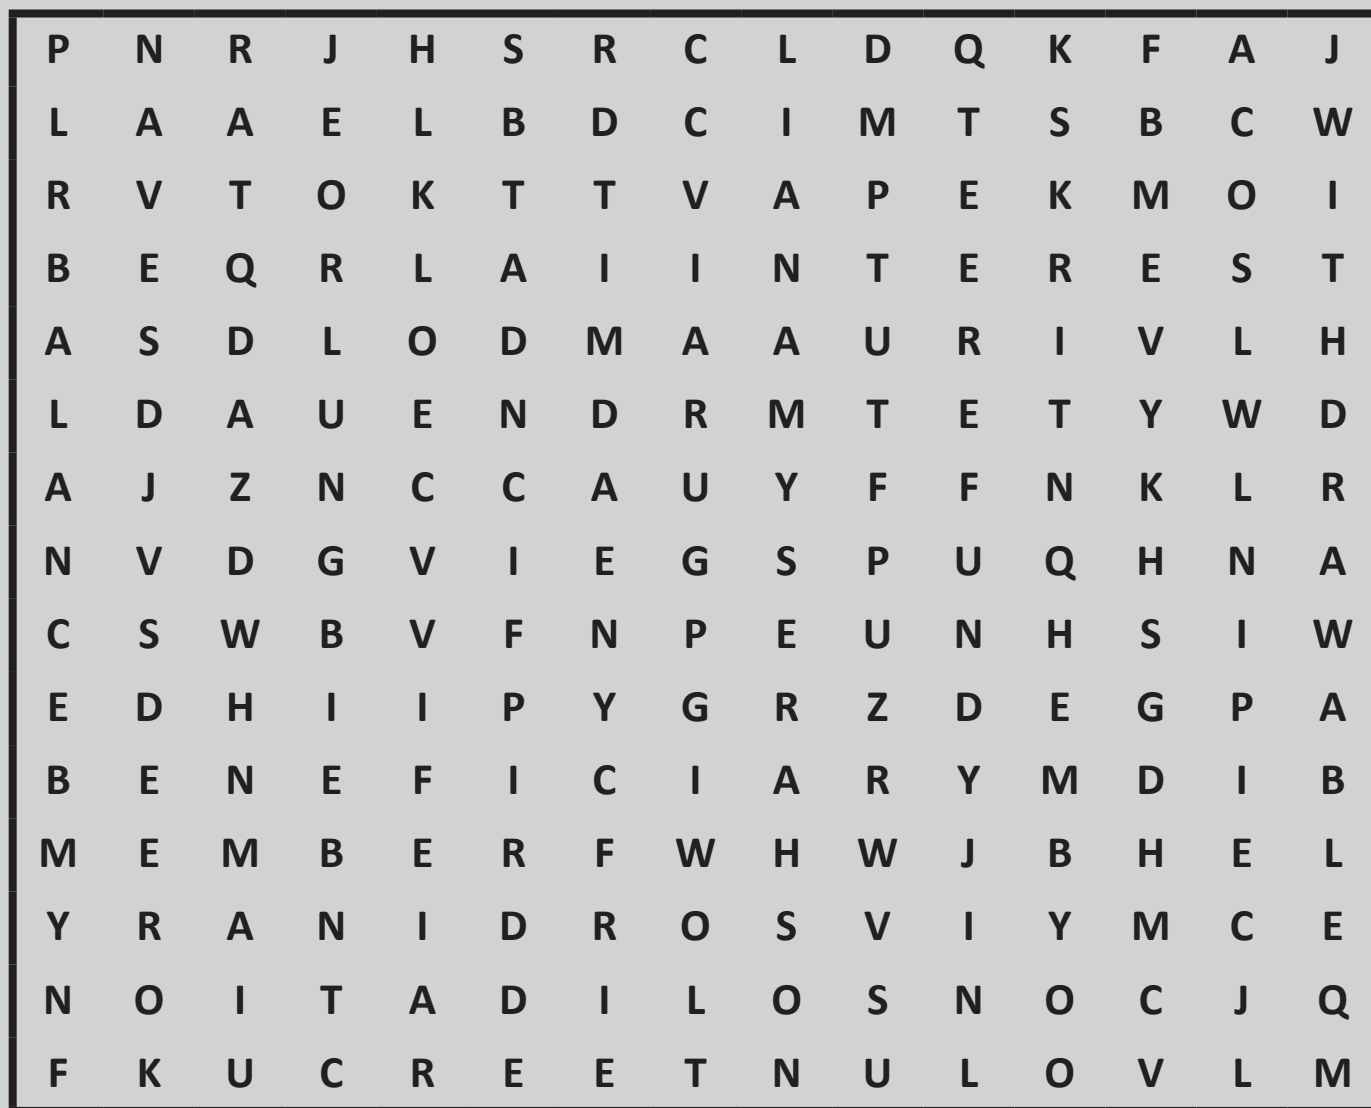 P N R J H S R C L D Q K F A J
L A A E L B D C I M T S B C W
R V T O K T T V A P E K M O I
B E Q R L A I I N T E R E S T
A S D L O D M A A U R I V L H
L D A U E N D R M T E T Y W D
A J Z N C C A U Y F F N K L R
N V D G V I E G S P U Q H N A
C S W B V F N P E U N H S I W
E D H I I P Y G R Z D E G P A
B E N E F I C I A R Y M D I B
M E M B E R F W H W J B H E L
Y R A N I D R O S V I Y M C E
N O I T A D I L O S N O C J Q
F K U C R E E T N U L O V L M